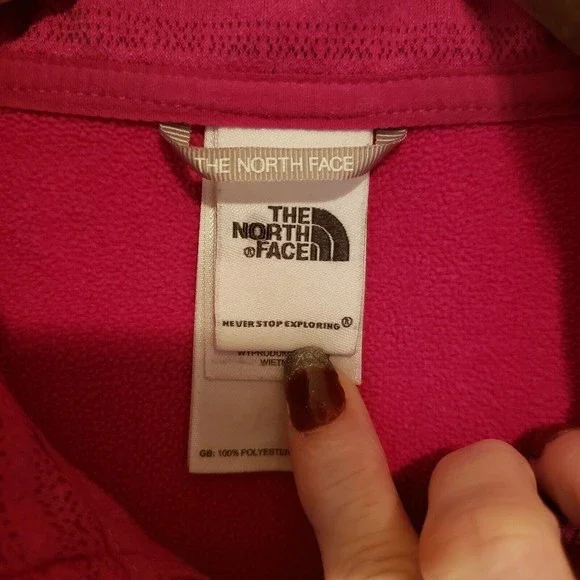 THE NORTH FACE
THE
NORTH
®FACE
NEVER STOP EXPLORING®
GB: 100% POLYESTER